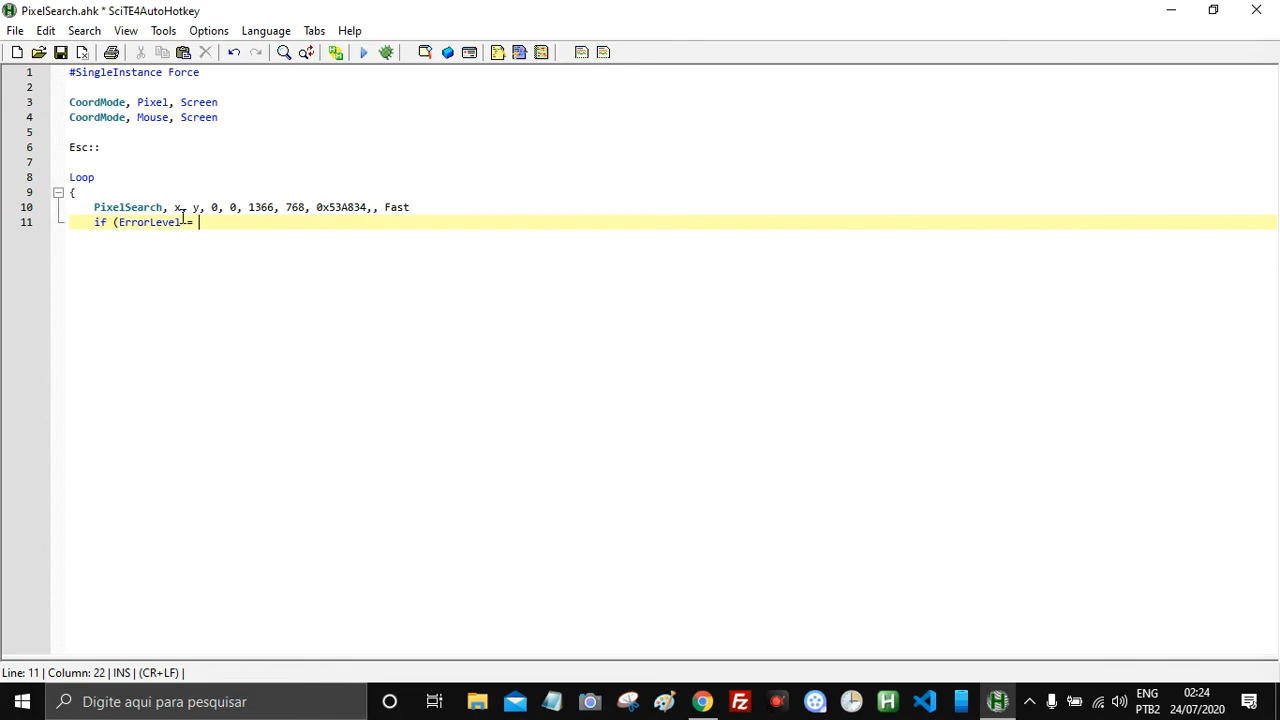 PixelSearch.ahk * SciTE4AutoHotkey
File Edit Search View Tools Options Language Tabs Help
1 #SingleInstance Force
2
3 CoordMode, Pixel, Screen
4 CoordMode, Mouse, Screen
5
6 Esc::
7
8 Loop
9 {
10 PixelSearch, x, y, 0, 0, 1366, 768, 0x53A834,, Fast
11 if (ErrorLevel =
Line: 11 | Column: 22 | INS | (CR+LF) |
Digite aqui para pesquisar
ENG 02:24
PTB2 24/07/2020